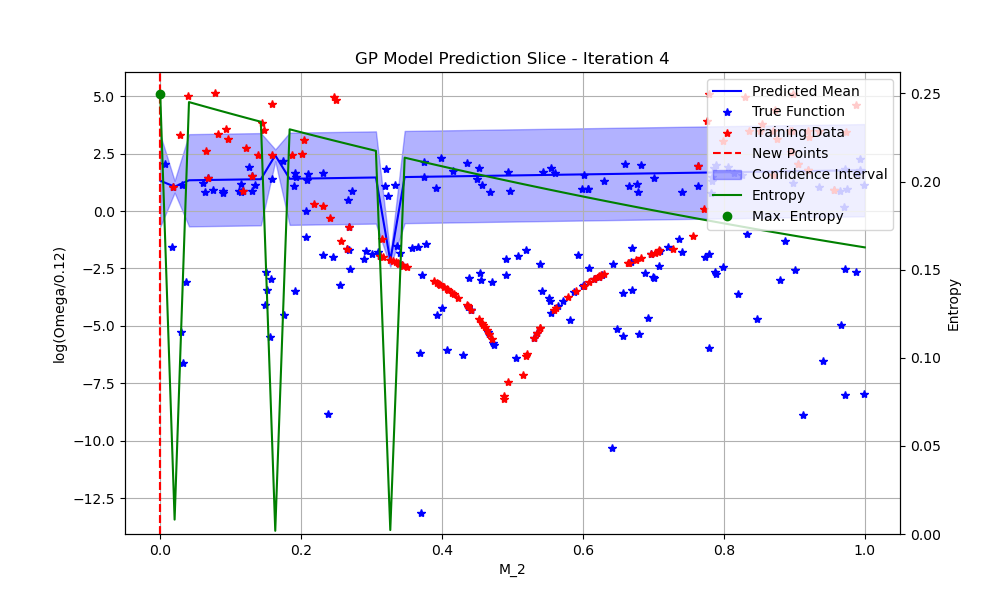 GP Model Prediction Slice - Iteration 4
5.0
2.5
0.0
−2.5
−5.0
−7.5
−10.0
−12.5
log(Omega/0.12)
Predicted Mean
True Function
Training Data
New Points
Confidence Interval
Entropy
Max. Entropy
0.25
0.20
0.15
0.10
0.05
0.00
Entropy
0.0 0.2 0.4 0.6 0.8 1.0
M_2